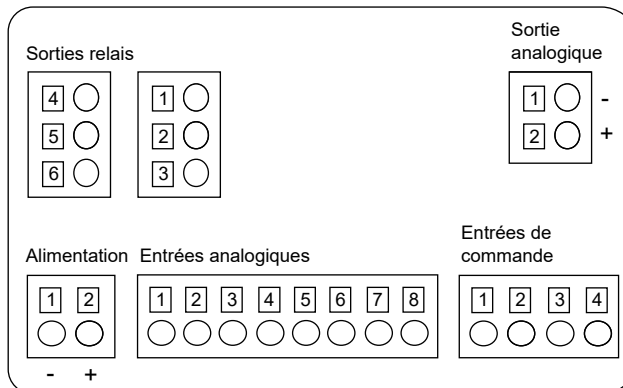 Sorties relais
Sortie
analogique
4
1
1 -
5
2
2 +
6
3
Alimentation
Entrées analogiques
Entrées de
commande
1 2
1 2 3 4 5 6 7 8
1 2 3 4
- +